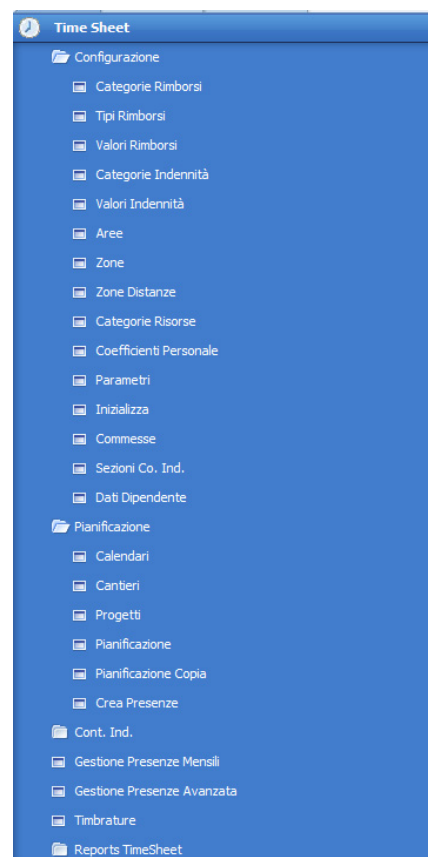 Time Sheet
Configurazione
Categorie Rimborsi
Tipi Rimborsi
Valori Rimborsi
Categorie Indennità
Valori Indennità
Aree
Zone
Zone Distanze
Categorie Risorse
Coefficienti Personale
Parametri
Inizializza
Commesse
Sezioni Co. Ind.
Dati Dipendente
Pianificazione
Calendari
Cantieri
Progetti
Pianificazione
Pianificazione Copia
Crea Presenze
Cont. Ind.
Gestione Presenze Mensili
Gestione Presenze Avanzata
Timbrature
Reports TimeSheet